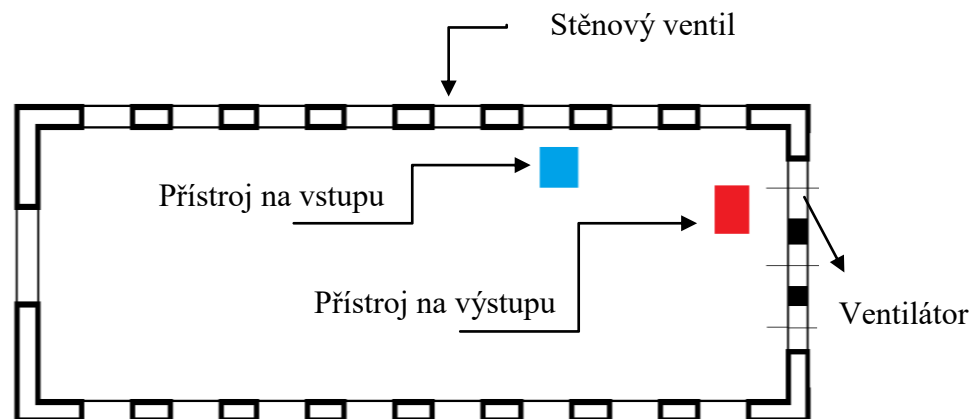 Stěnový ventil
Přístroj na vstupu
Přístroj na výstupu
Ventilátor